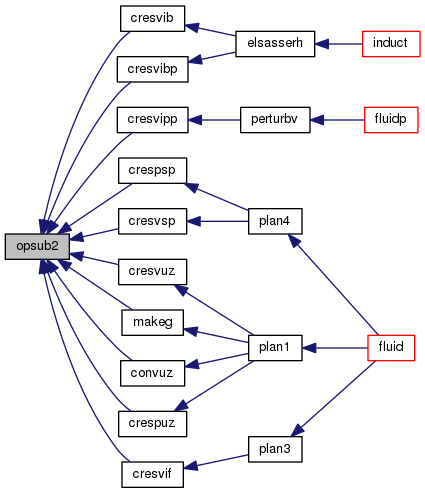 cresvib
elsasserh
induct
cresvibp
cresvipp
perturbv
fluidp
crespsp
cresvsp
plan4
opsub2
cresvuz
makeg
plan1
fluid
convuz
crespuz
plan3
cresvif